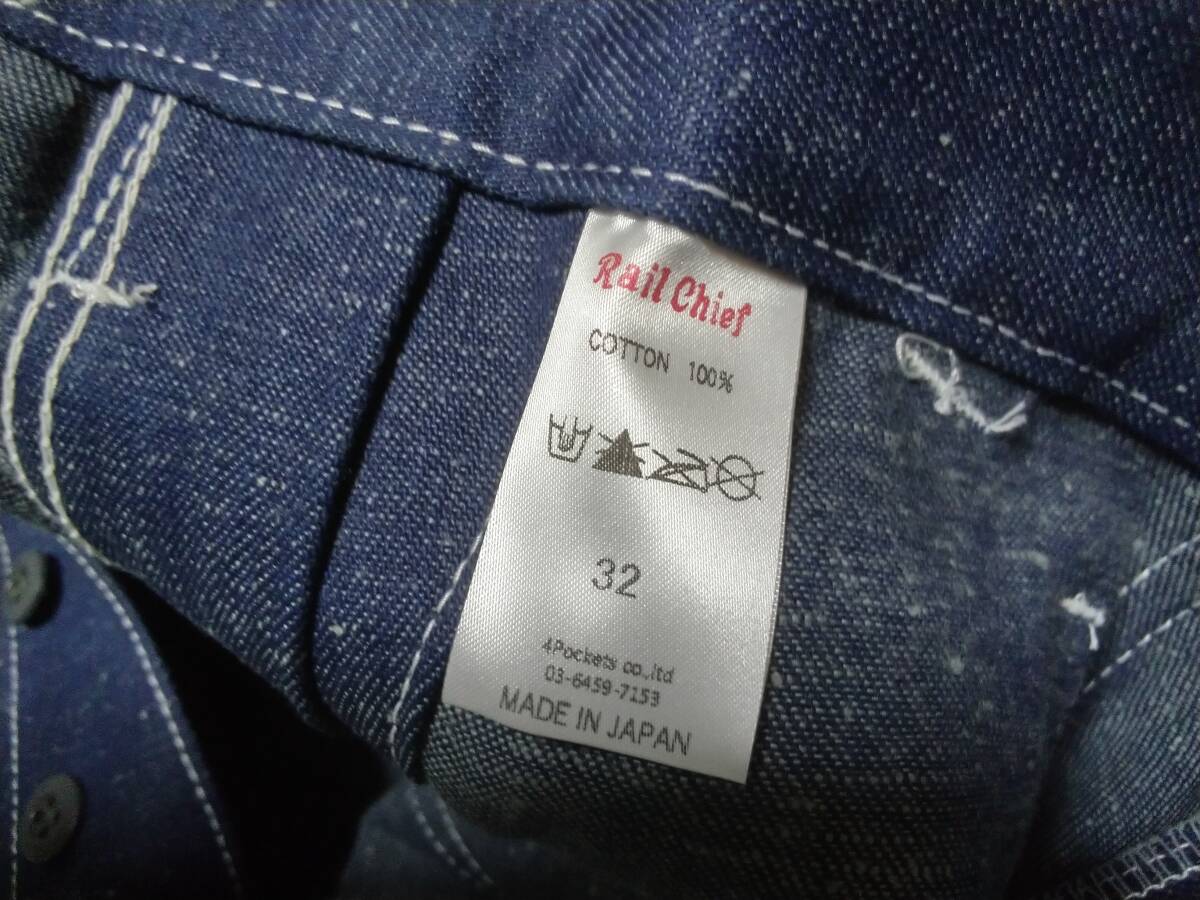 Rail Chief
COTTON 100%
32
4Pockets co.,ltd
03-6459-7153
MADE IN JAPAN